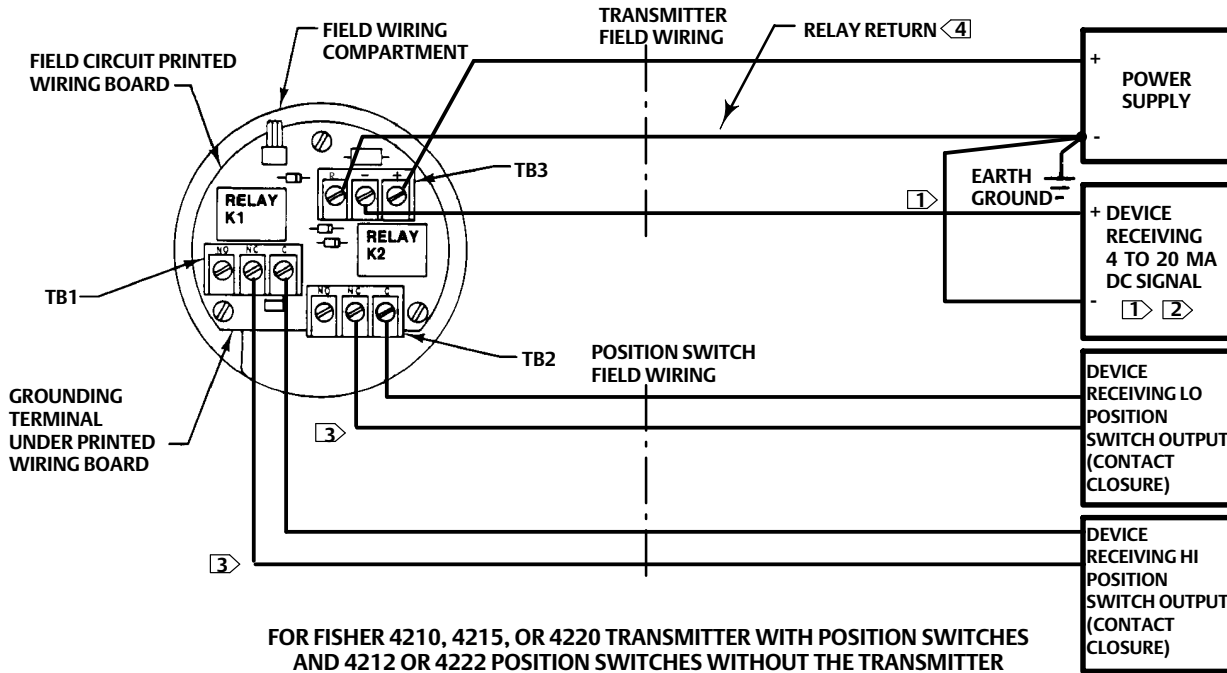 TRANSMITTER
FIELD WIRING
FIELD WIRING
COMPARTMENT
RELAY RETURN 4
FIELD CIRCUIT PRINTED
WIRING BOARD
+
POWER
SUPPLY
-
TB3
R - +
EARTH
GROUND
1
RELAY
K1
RELAY
K2
+ DEVICE
RECEIVING
4 TO 20 MA
DC SIGNAL
-
1 2
NO NC C
TB1
NO NC C
TB2
POSITION SWITCH
FIELD WIRING
DEVICE
RECEIVING LO
POSITION
SWITCH OUTPUT
(CONTACT
CLOSURE)
GROUNDING
TERMINAL
UNDER PRINTED
WIRING BOARD
3
3
DEVICE
RECEIVING HI
POSITION
SWITCH OUTPUT
(CONTACT
CLOSURE)
FOR FISHER 4210, 4215, OR 4220 TRANSMITTER WITH POSITION SWITCHES
AND 4212 OR 4222 POSITION SWITCHES WITHOUT THE TRANSMITTER